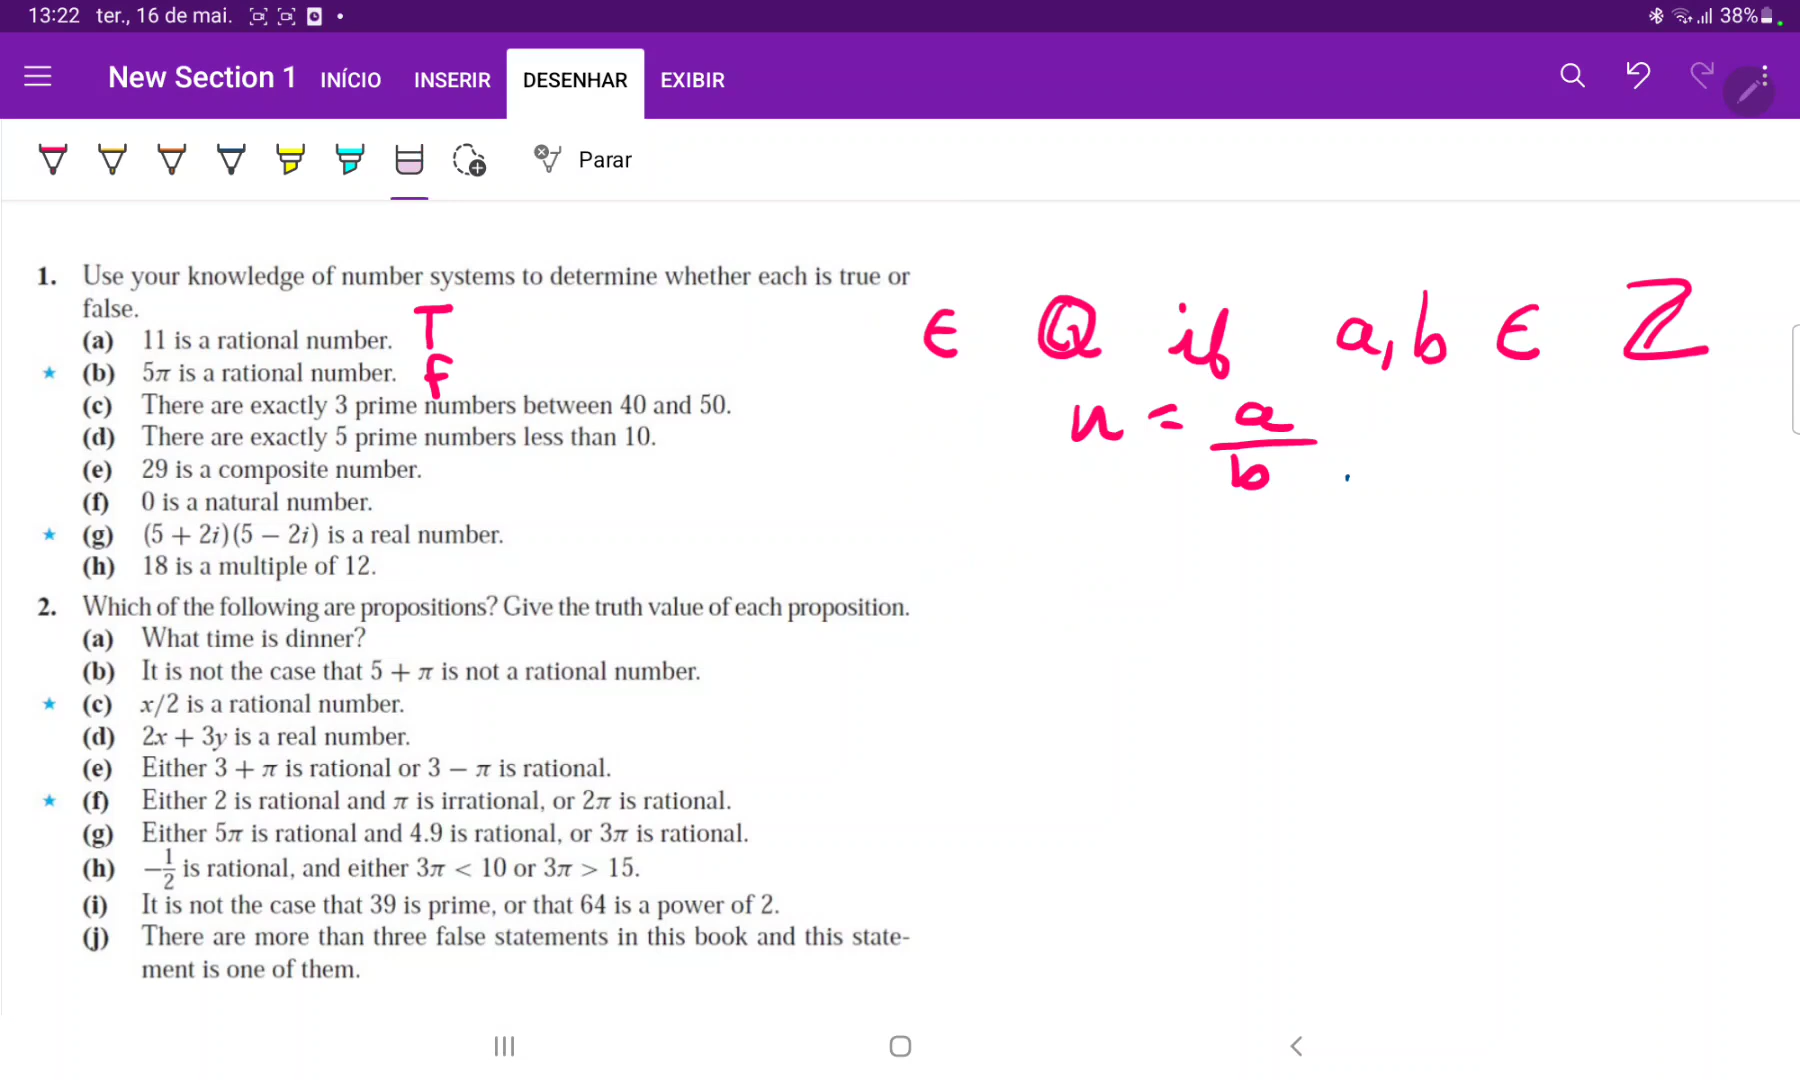 13:22 ter., 16 de mai. 38%
New Section 1 INÍCIO INSERIR DESENHAR EXIBIR
Parar
1. Use your knowledge of number systems to determine whether each is true or
false.
(a) 11 is a rational number. T
★ (b) 5π is a rational number. F
(c) There are exactly 3 prime numbers between 40 and 50.
(d) There are exactly 5 prime numbers less than 10.
(e) 29 is a composite number.
(f) 0 is a natural number.
★ (g) (5 + 2i)(5 − 2i) is a real number.
(h) 18 is a multiple of 12.
2. Which of the following are propositions? Give the truth value of each proposition.
(a) What time is dinner?
(b) It is not the case that 5 + π is not a rational number.
★ (c) x/2 is a rational number.
(d) 2x + 3y is a real number.
(e) Either 3 + π is rational or 3 − π is rational.
★ (f) Either 2 is rational and π is irrational, or 2π is rational.
(g) Either 5π is rational and 4.9 is rational, or 3π is rational.
(h) −1/2 is rational, and either 3π < 10 or 3π > 15.
(i) It is not the case that 39 is prime, or that 64 is a power of 2.
(j) There are more than three false statements in this book and this state-
ment is one of them.
∈ ℚ if a, b ∈ ℤ
n = a/b .